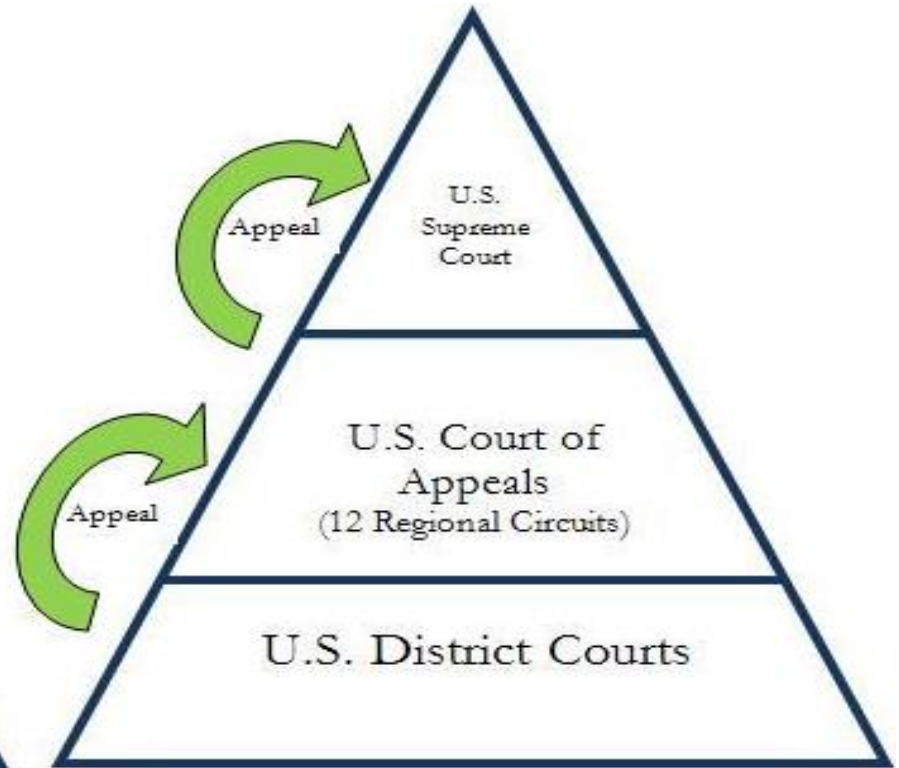 U.S.
Supreme
Court
Appeal
U.S. Court of
Appeals
(12 Regional Circuits)
Appeal
U.S. District Courts